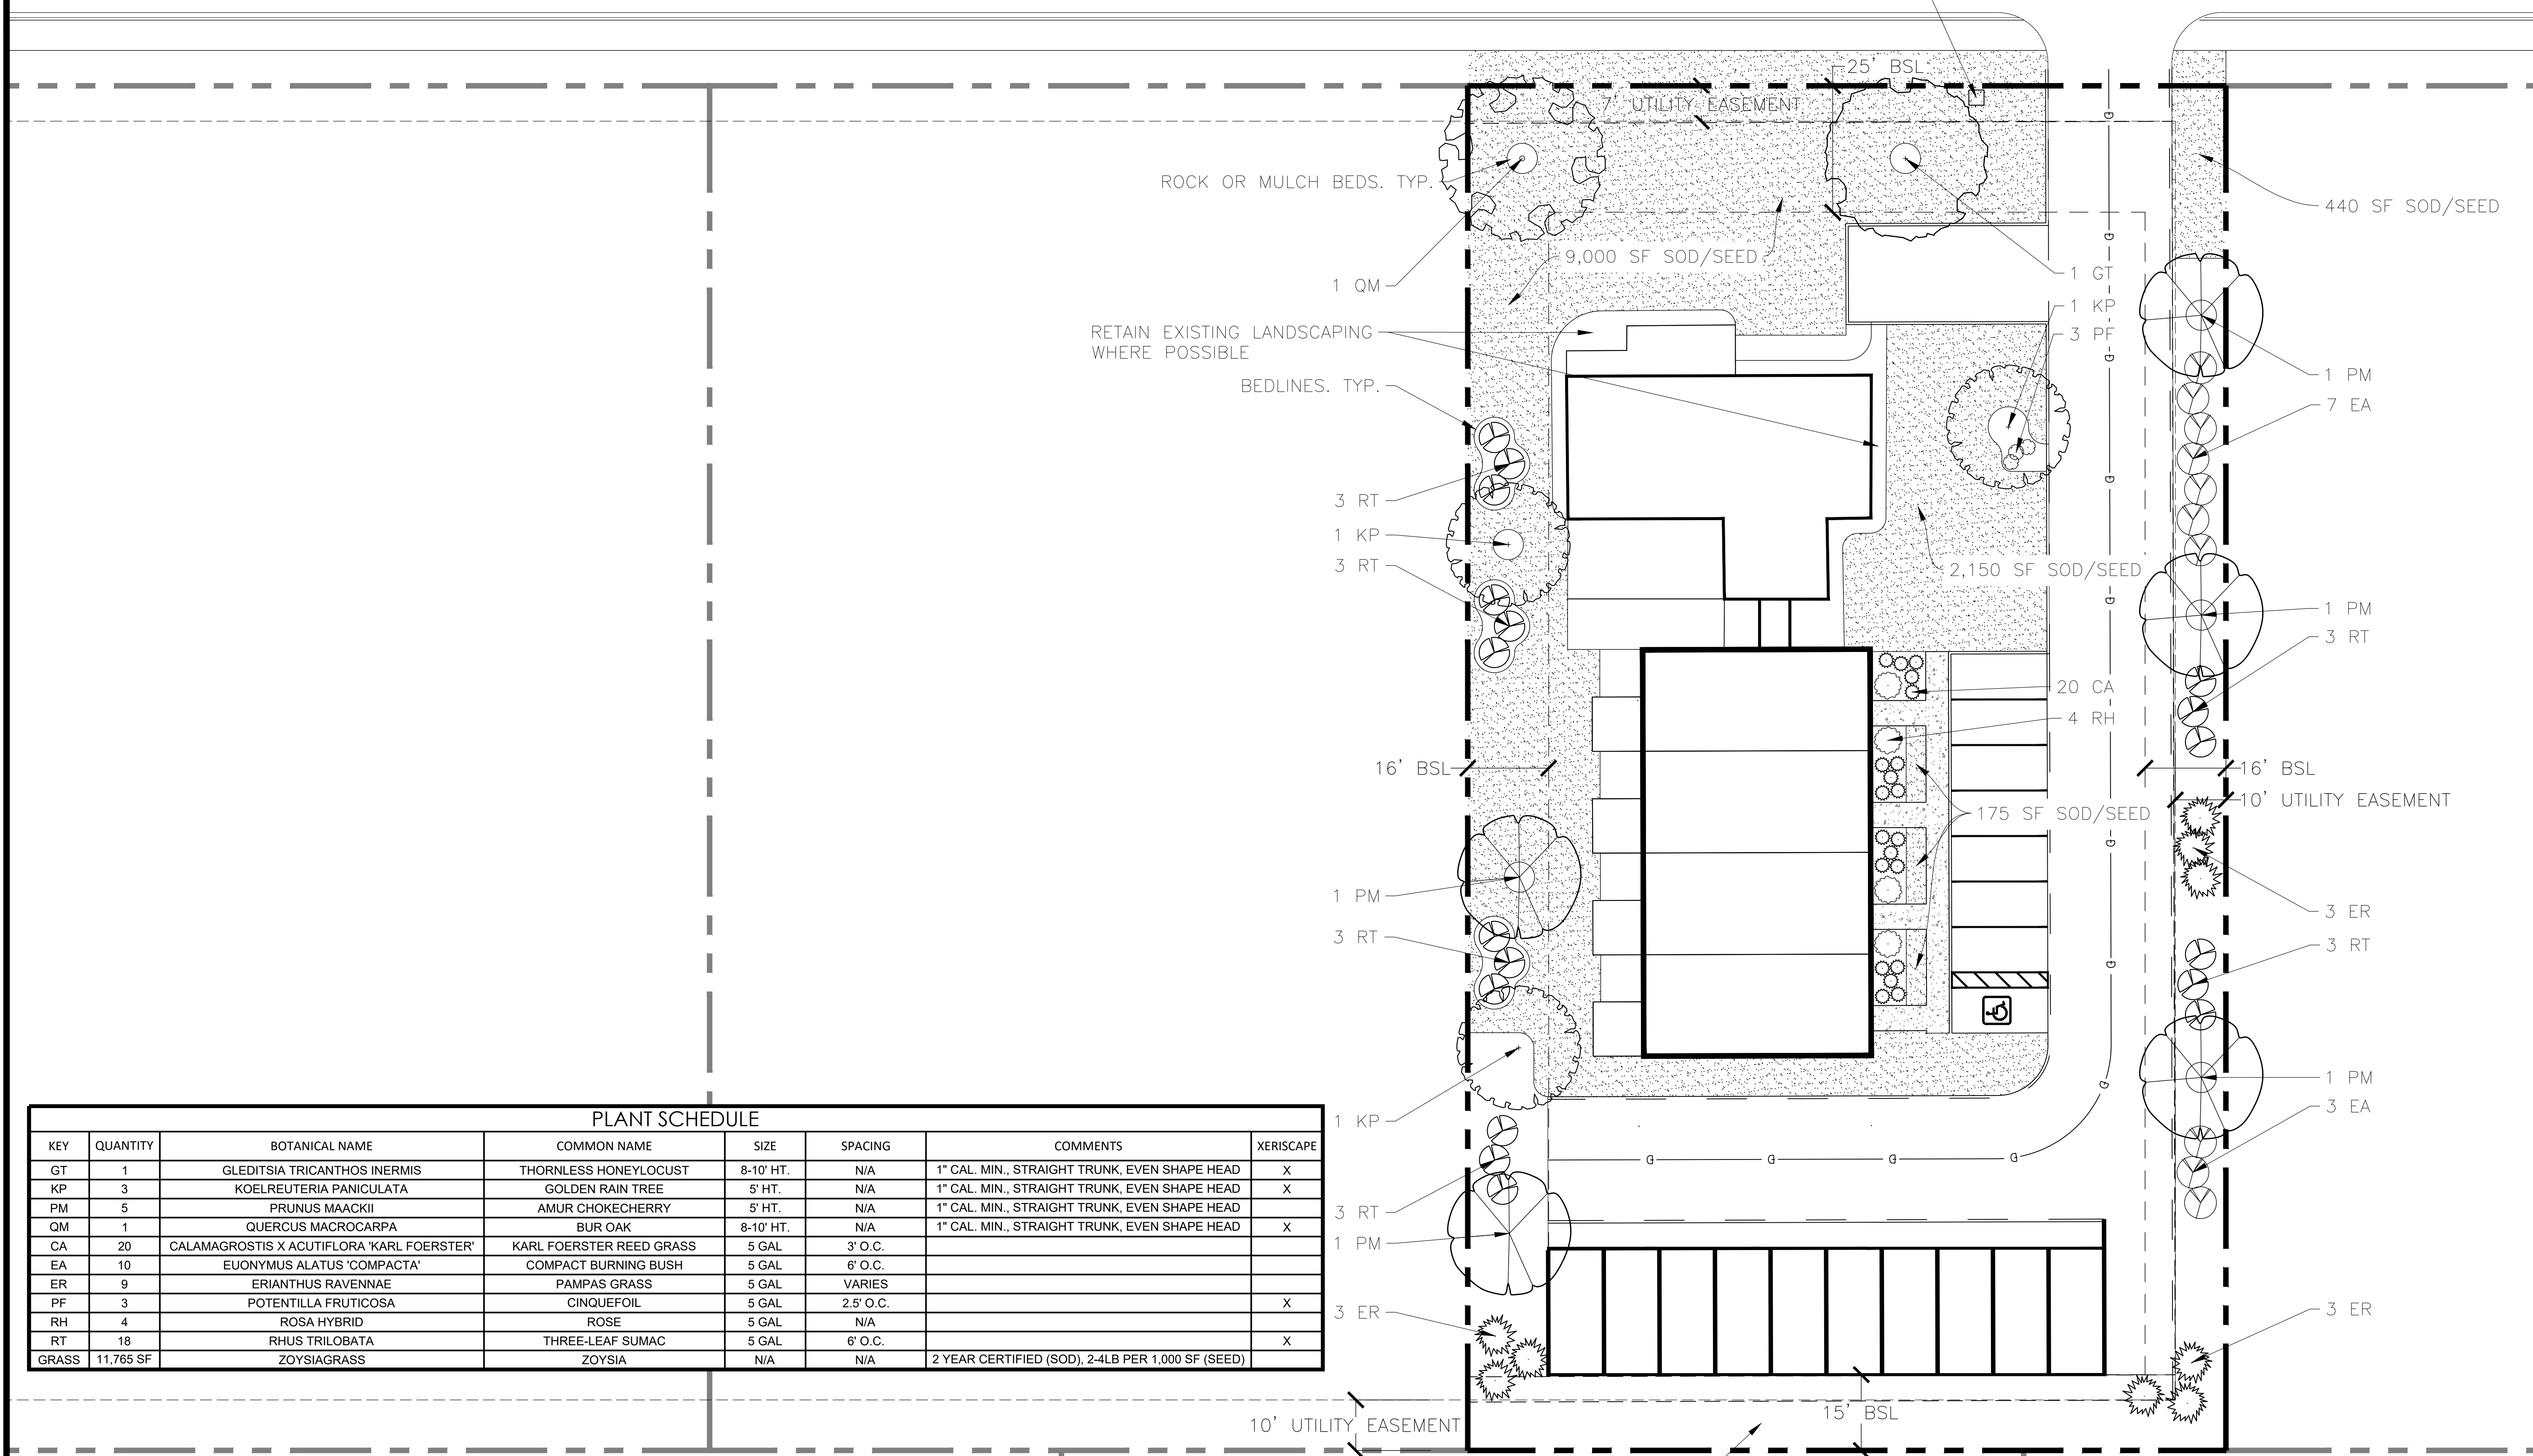 25' BSL
7' UTILITY EASEMENT
ROCK OR MULCH BEDS. TYP.
440 SF SOD/SEED
9,000 SF SOD/SEED
1 QM
1 GT
1 KP
3 PF
RETAIN EXISTING LANDSCAPING
WHERE POSSIBLE
BEDLINES. TYP.
1 PM
7 EA
3 RT
1 KP
3 RT
2,150 SF SOD/SEED
1 PM
3 RT
20 CA
4 RH
16' BSL
16' BSL
10' UTILITY EASEMENT
175 SF SOD/SEED
1 PM
3 RT
3 ER
3 RT
1 PM
3 EA
1 KP
3 RT
1 PM
3 ER
3 ER
G G G G G G G G G G G G G G
PLANT SCHEDULE
KEY QUANTITY BOTANICAL NAME COMMON NAME SIZE SPACING COMMENTS XERISCAPE
GT 1 GLEDITSIA TRICANTHOS INERMIS THORNLESS HONEYLOCUST 8-10' HT. N/A 1" CAL. MIN., STRAIGHT TRUNK, EVEN SHAPE HEAD X
KP 3 KOELREUTERIA PANICULATA GOLDEN RAIN TREE 5' HT. N/A 1" CAL. MIN., STRAIGHT TRUNK, EVEN SHAPE HEAD X
PM 5 PRUNUS MAACKII AMUR CHOKECHERRY 5' HT. N/A 1" CAL. MIN., STRAIGHT TRUNK, EVEN SHAPE HEAD
QM 1 QUERCUS MACROCARPA BUR OAK 8-10' HT. N/A 1" CAL. MIN., STRAIGHT TRUNK, EVEN SHAPE HEAD X
CA 20 CALAMAGROSTIS X ACUTIFLORA 'KARL FOERSTER' KARL FOERSTER REED GRASS 5 GAL 3' O.C.
EA 10 EUONYMUS ALATUS 'COMPACTA' COMPACT BURNING BUSH 5 GAL 6' O.C.
ER 9 ERIANTHUS RAVENNAE PAMPAS GRASS 5 GAL VARIES
PF 3 POTENTILLA FRUTICOSA CINQUEFOIL 5 GAL 2.5' O.C. X
RH 4 ROSA HYBRID ROSE 5 GAL N/A
RT 18 RHUS TRILOBATA THREE-LEAF SUMAC 5 GAL 6' O.C. X
GRASS 11,765 SF ZOYSIAGRASS ZOYSIA N/A N/A 2 YEAR CERTIFIED (SOD), 2-4LB PER 1,000 SF (SEED)
15' BSL
10' UTILITY EASEMENT